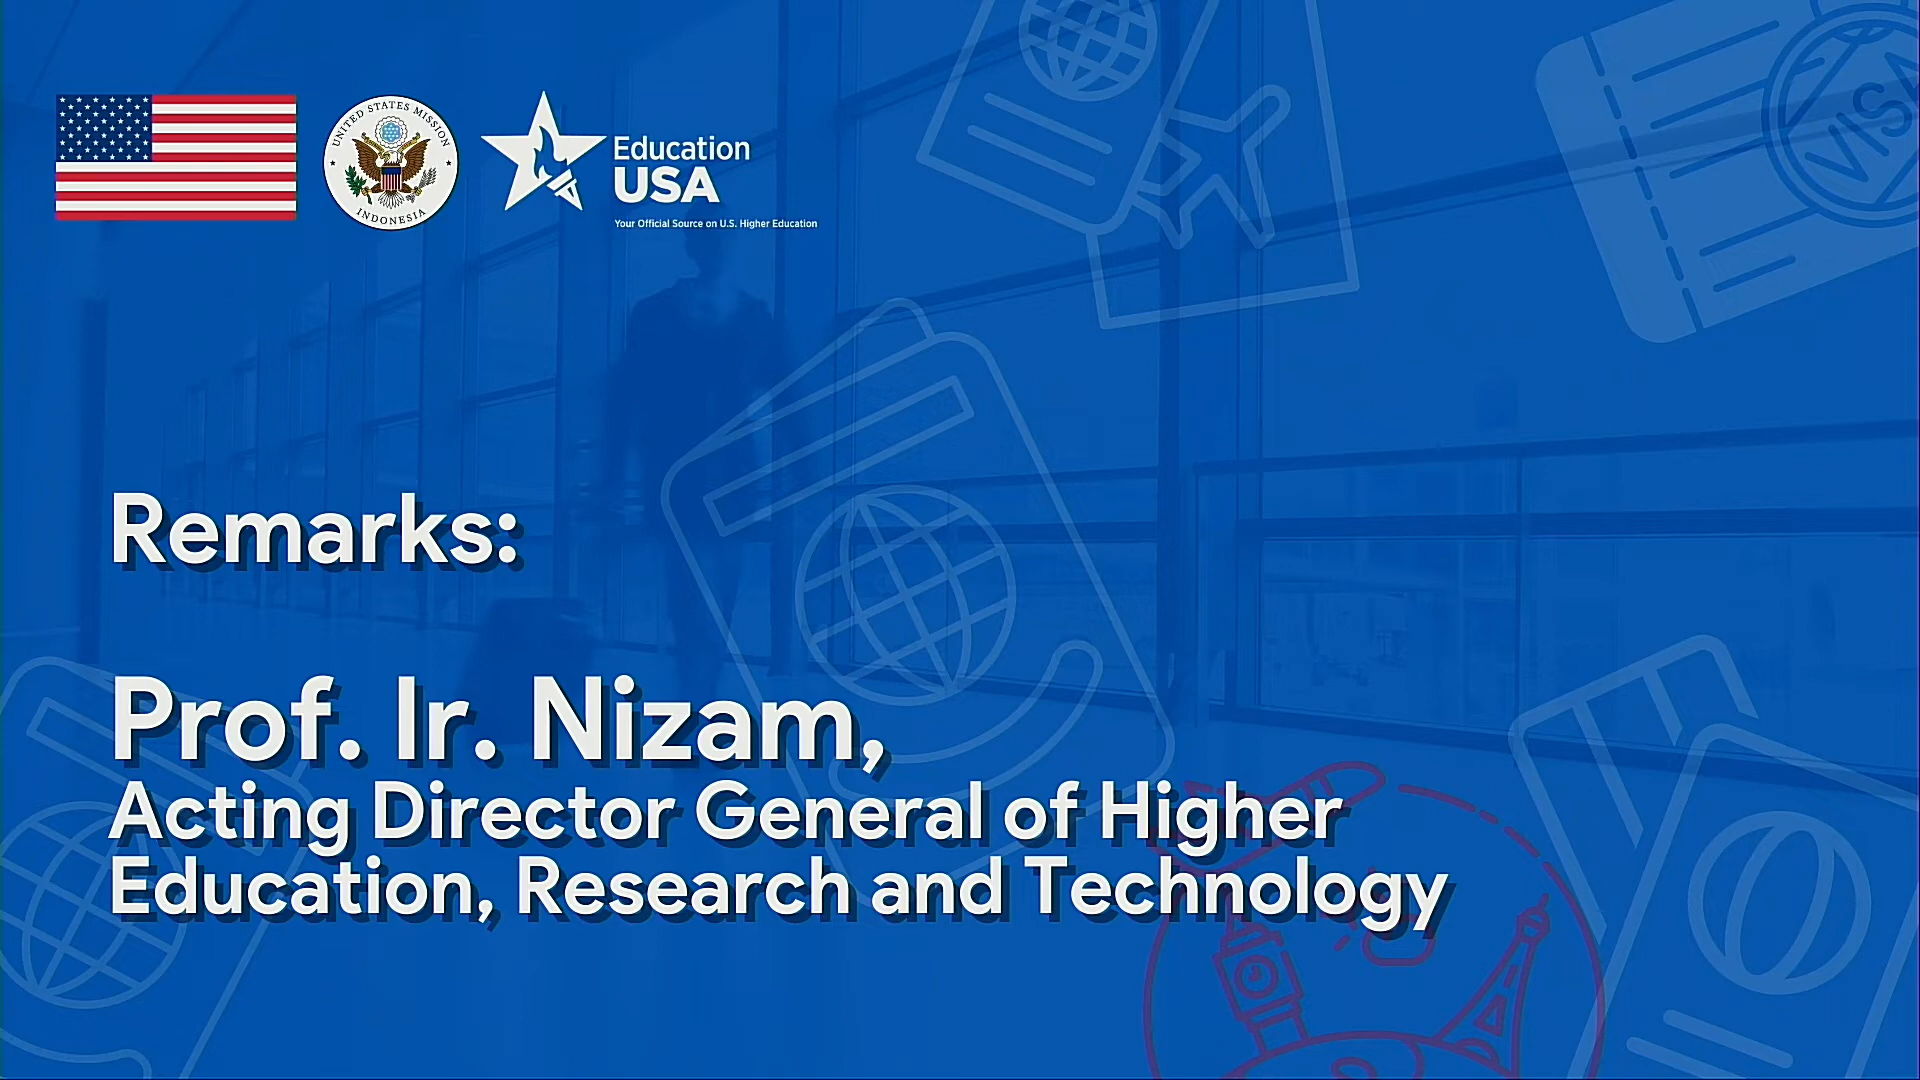 UNITED STATES MISSION
INDONESIA
Education
USA
Your Official Source on U.S. Higher Education
VISA
Remarks:
Prof. Ir. Nizam,
Acting Director General of Higher
Education, Research and Technology